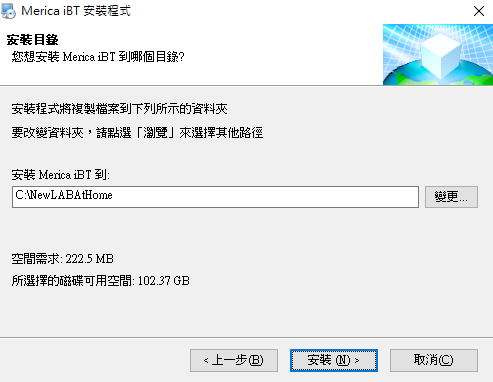 Merica iBT 安裝程式
安裝目錄
您想安裝 Merica iBT 到哪個目錄?
安裝程式將複製檔案到下列所示的資料夾
要改變資料夾，請點選「瀏覽」來選擇其他路徑
安裝 Merica iBT 到:
C:\NewLABAtHome
變更...
空間需求: 222.5 MB
所選擇的磁碟可用空間: 102.37 GB
< 上一步(B)
安裝 (N) >
取消(C)